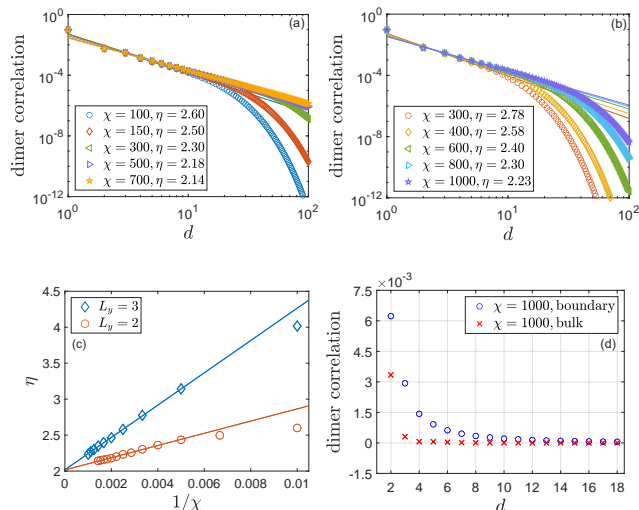 (a)
dimer correlation
10^0
10^-4
10^-6
10^-8
10^-12
χ = 100, η = 2.60
χ = 150, η = 2.50
χ = 300, η = 2.30
χ = 500, η = 2.18
χ = 700, η = 2.14
10^0 10^1 10^2
d
(b)
dimer correlation
10^0
10^-4
10^-6
10^-8
10^-12
χ = 300, η = 2.78
χ = 400, η = 2.58
χ = 600, η = 2.40
χ = 800, η = 2.30
χ = 1000, η = 2.23
10^0 10^1 10^2
d
(c)
η
4.5
4
3.5
3
2.5
2
L_y = 3
L_y = 2
0 0.002 0.004 0.006 0.008 0.01
1/χ
(d)
×10^-3
dimer correlation
7.5
6
4.5
3
1.5
0
-1.5
χ = 1000, boundary
χ = 1000, bulk
2 4 6 8 10 12 14 16 18
d